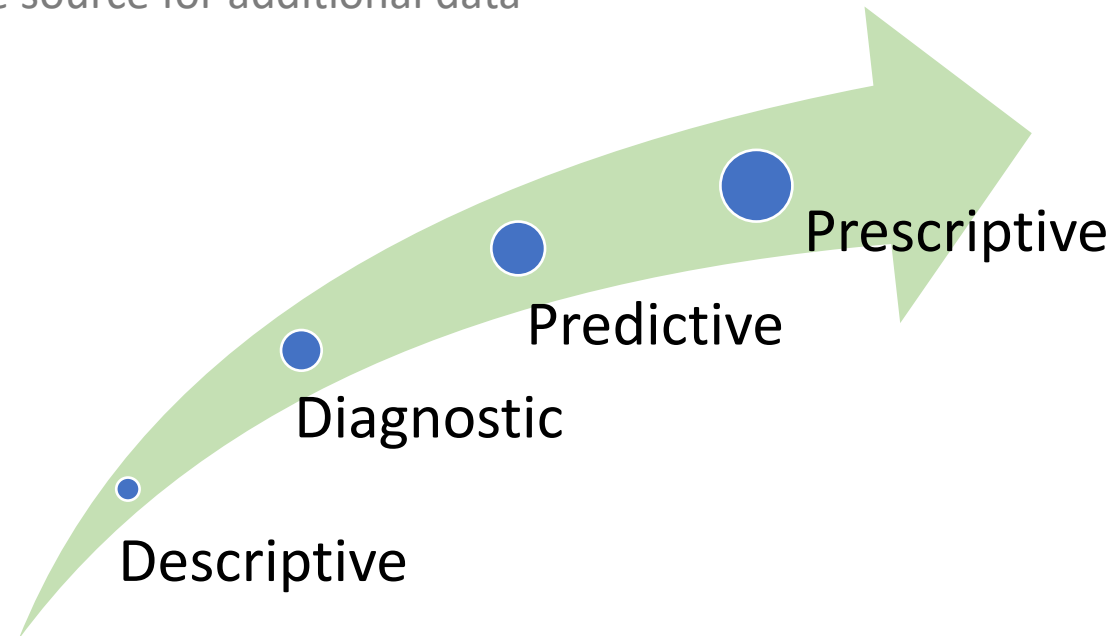 source for additional data
Prescriptive
Predictive
Diagnostic
Descriptive